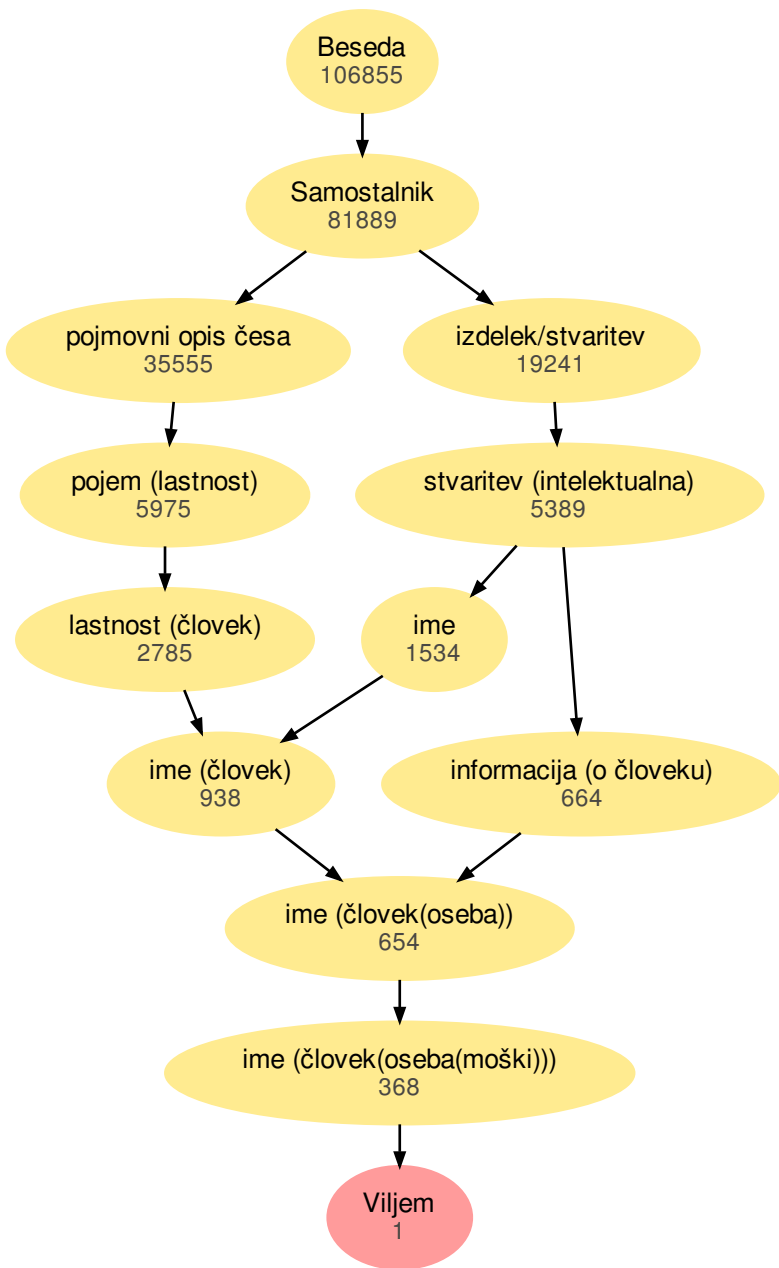 Beseda
106855
Samostalnik
81889
pojmovni opis česa
35555
izdelek/stvaritev
19241
pojem (lastnost)
5975
stvaritev (intelektualna)
5389
lastnost (človek)
2785
ime
1534
ime (človek)
938
informacija (o človeku)
664
ime (človek(oseba))
654
ime (človek(oseba(moški)))
368
Viljem
1